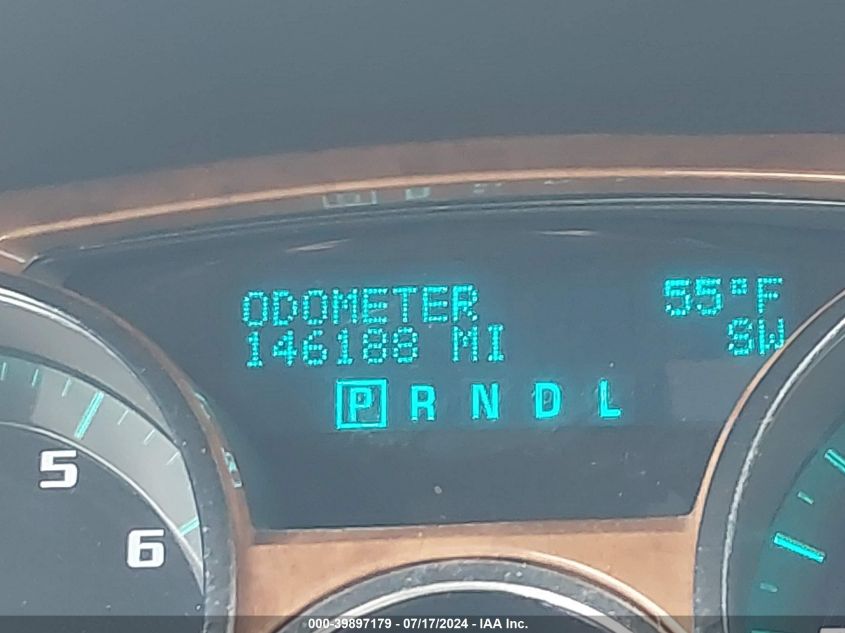 ODOMETER 55°F
146188 MI SW
P R N D L
5
6
000-39897179 - 07/17/2024 - IAA Inc.